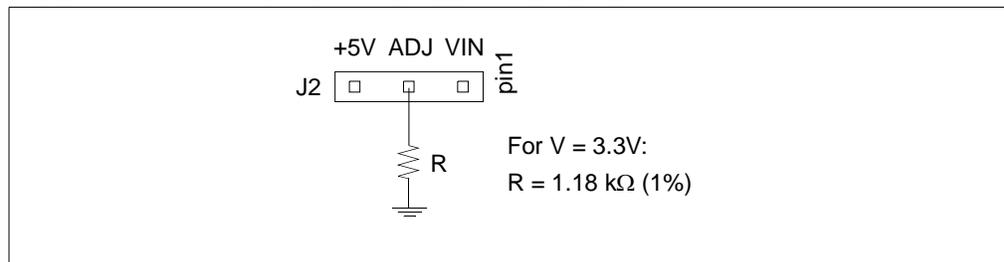 +5V ADJ VIN
pin1
J2
R
For V = 3.3V:
R = 1.18 kΩ (1%)